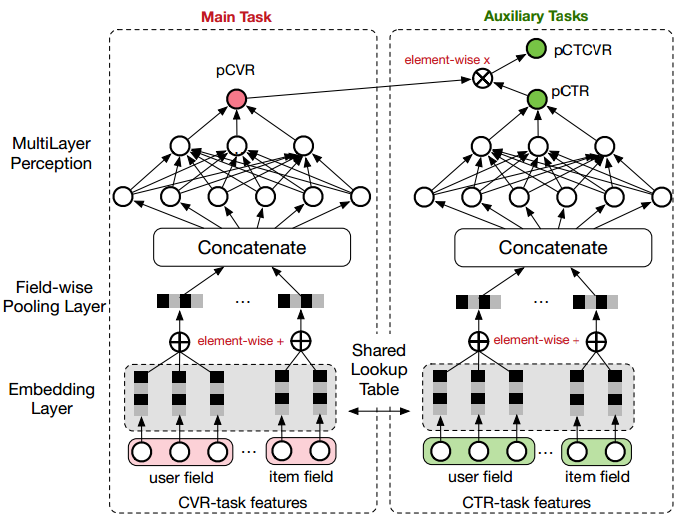 Main Task
Auxiliary Tasks
element-wise x
pCTCVR
pCVR
pCTR
MultiLayer
Perception
Concatenate
Concatenate
Field-wise
Pooling Layer
...
...
element-wise +
element-wise +
Shared
Lookup
Table
Embedding
Layer
...
...
user field
item field
user field
item field
CVR-task features
CTR-task features